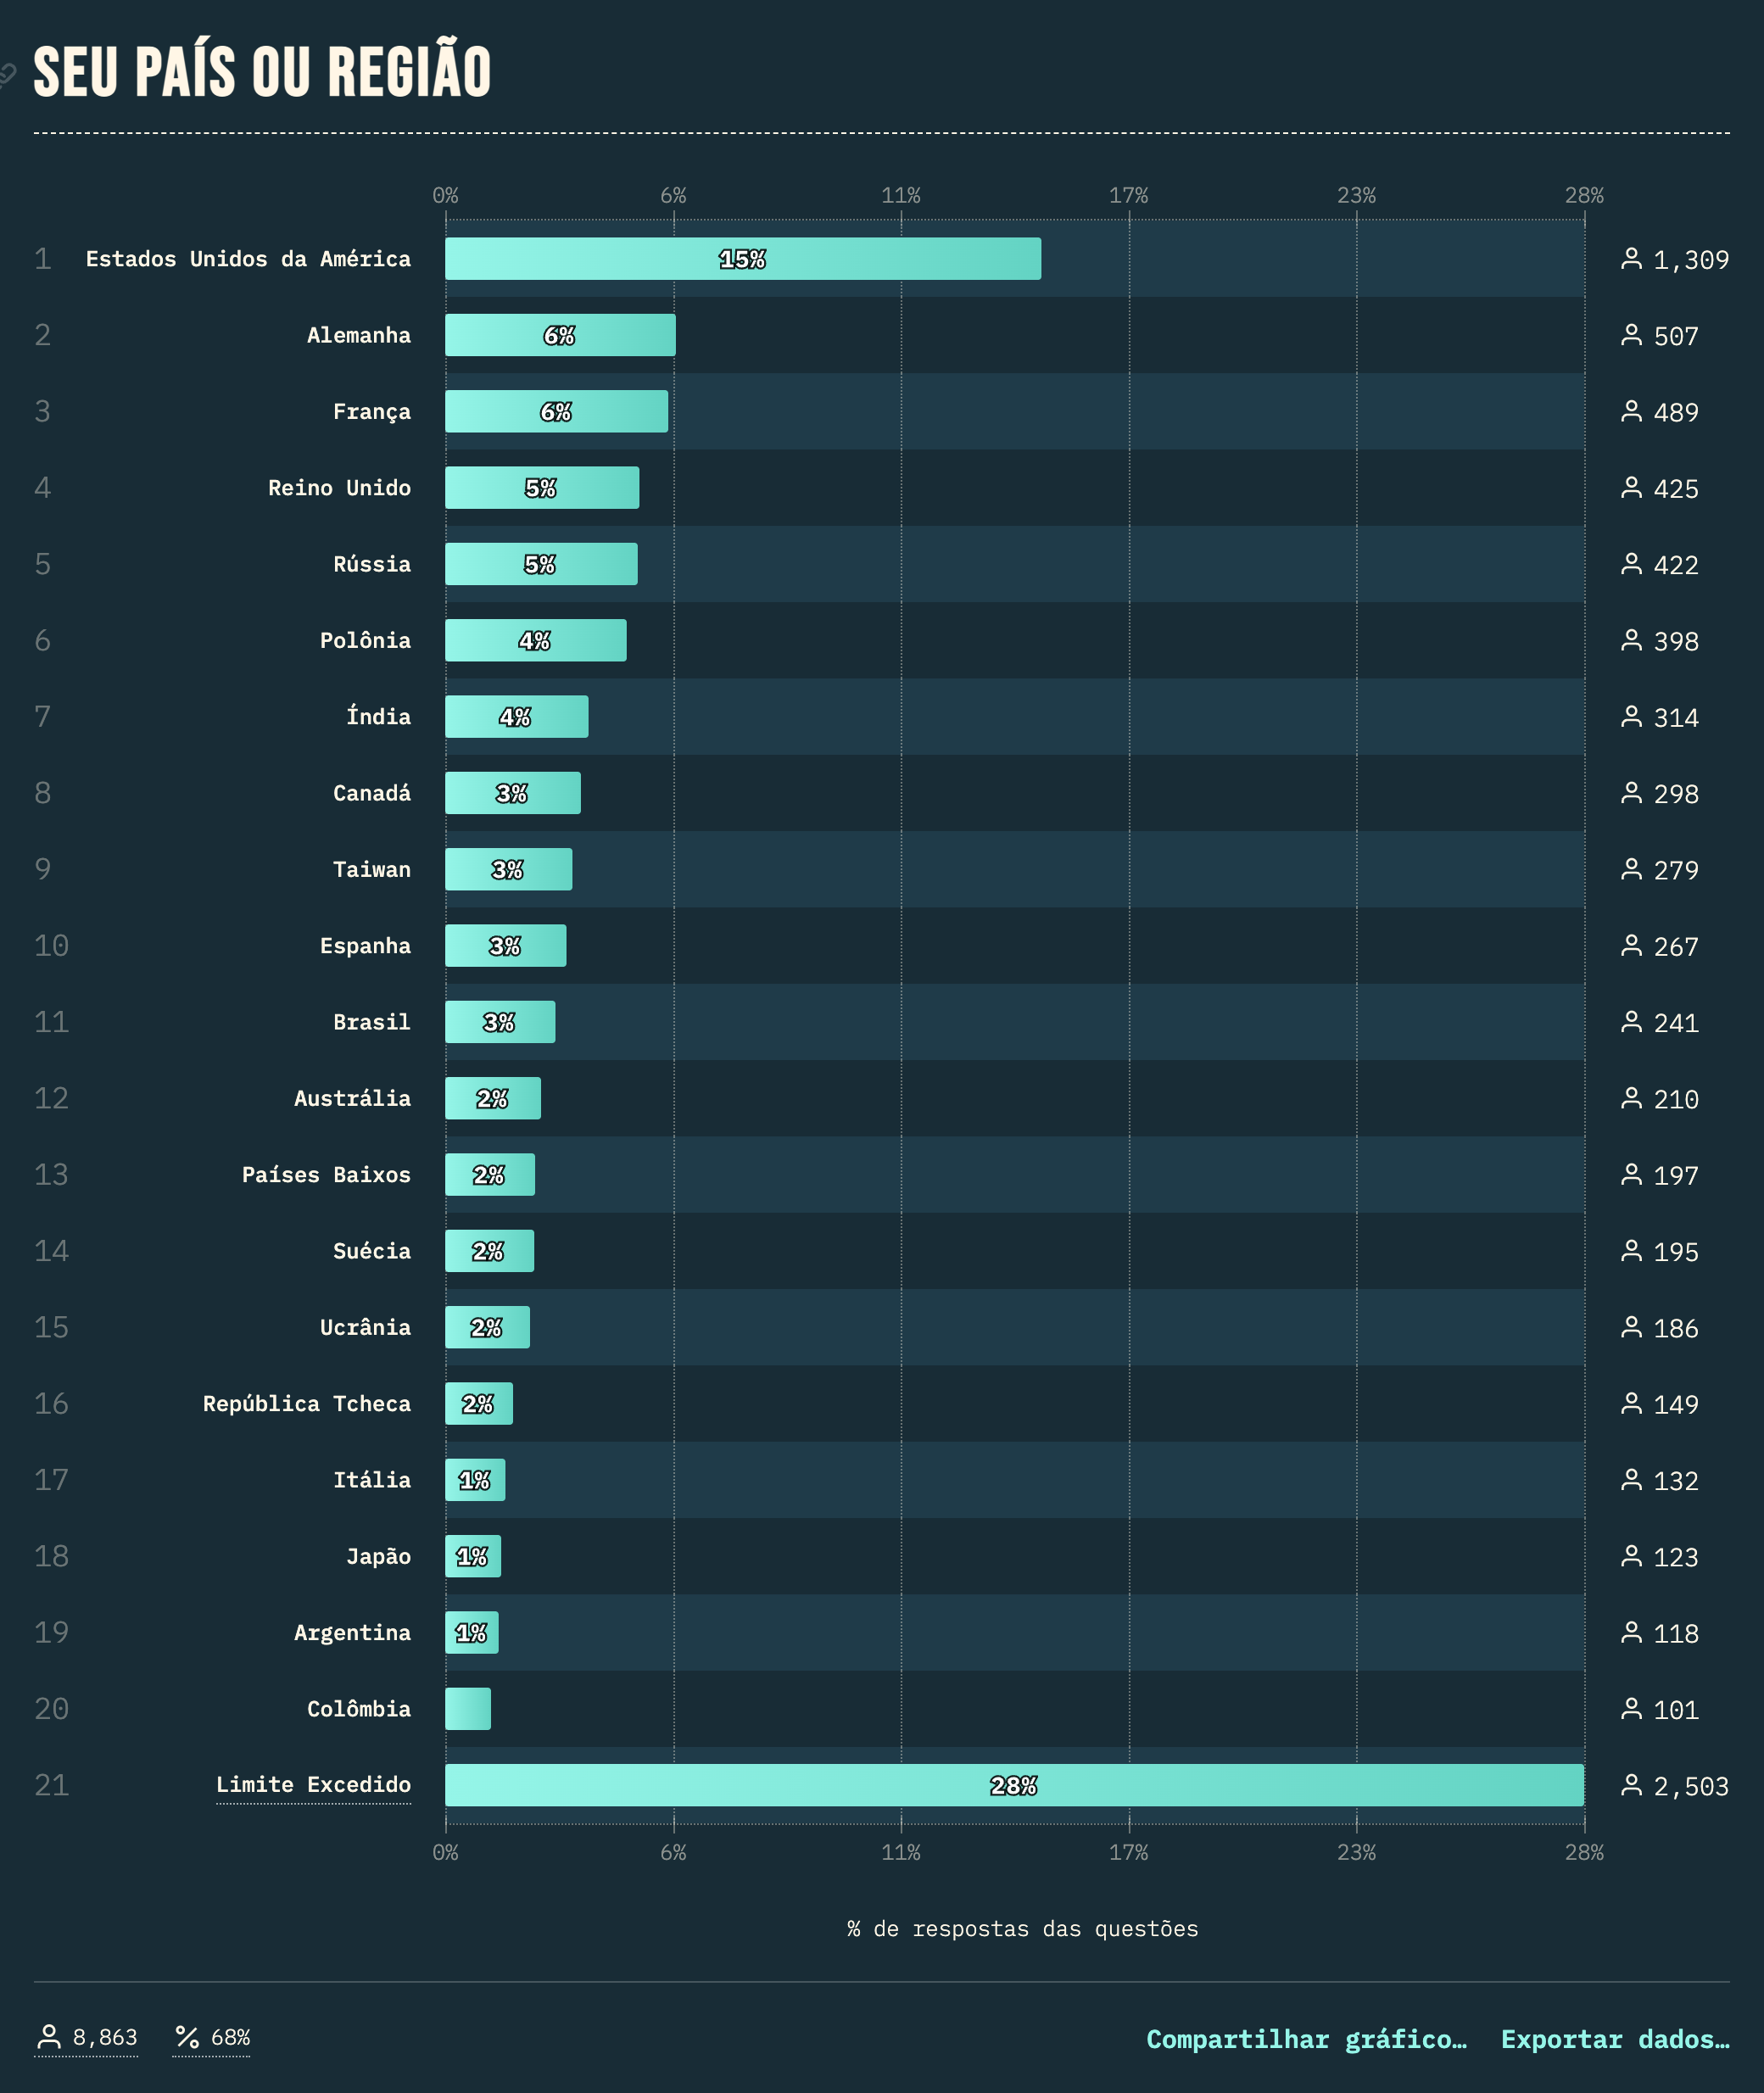 SEU PAÍS OU REGIÃO
0% 6% 11% 17% 23% 28%
1 Estados Unidos da América 15% 1,309
2 Alemanha 6% 507
3 França 6% 489
4 Reino Unido 5% 425
5 Rússia 5% 422
6 Polônia 4% 398
7 Índia 4% 314
8 Canadá 3% 298
9 Taiwan 3% 279
10 Espanha 3% 267
11 Brasil 3% 241
12 Austrália 2% 210
13 Países Baixos 2% 197
14 Suécia 2% 195
15 Ucrânia 2% 186
16 República Tcheca 2% 149
17 Itália 1% 132
18 Japão 1% 123
19 Argentina 1% 118
20 Colômbia 101
21 Limite Excedido 28% 2,503
0% 6% 11% 17% 23% 28%
% de respostas das questões
8,863 % 68% Compartilhar gráfico… Exportar dados…